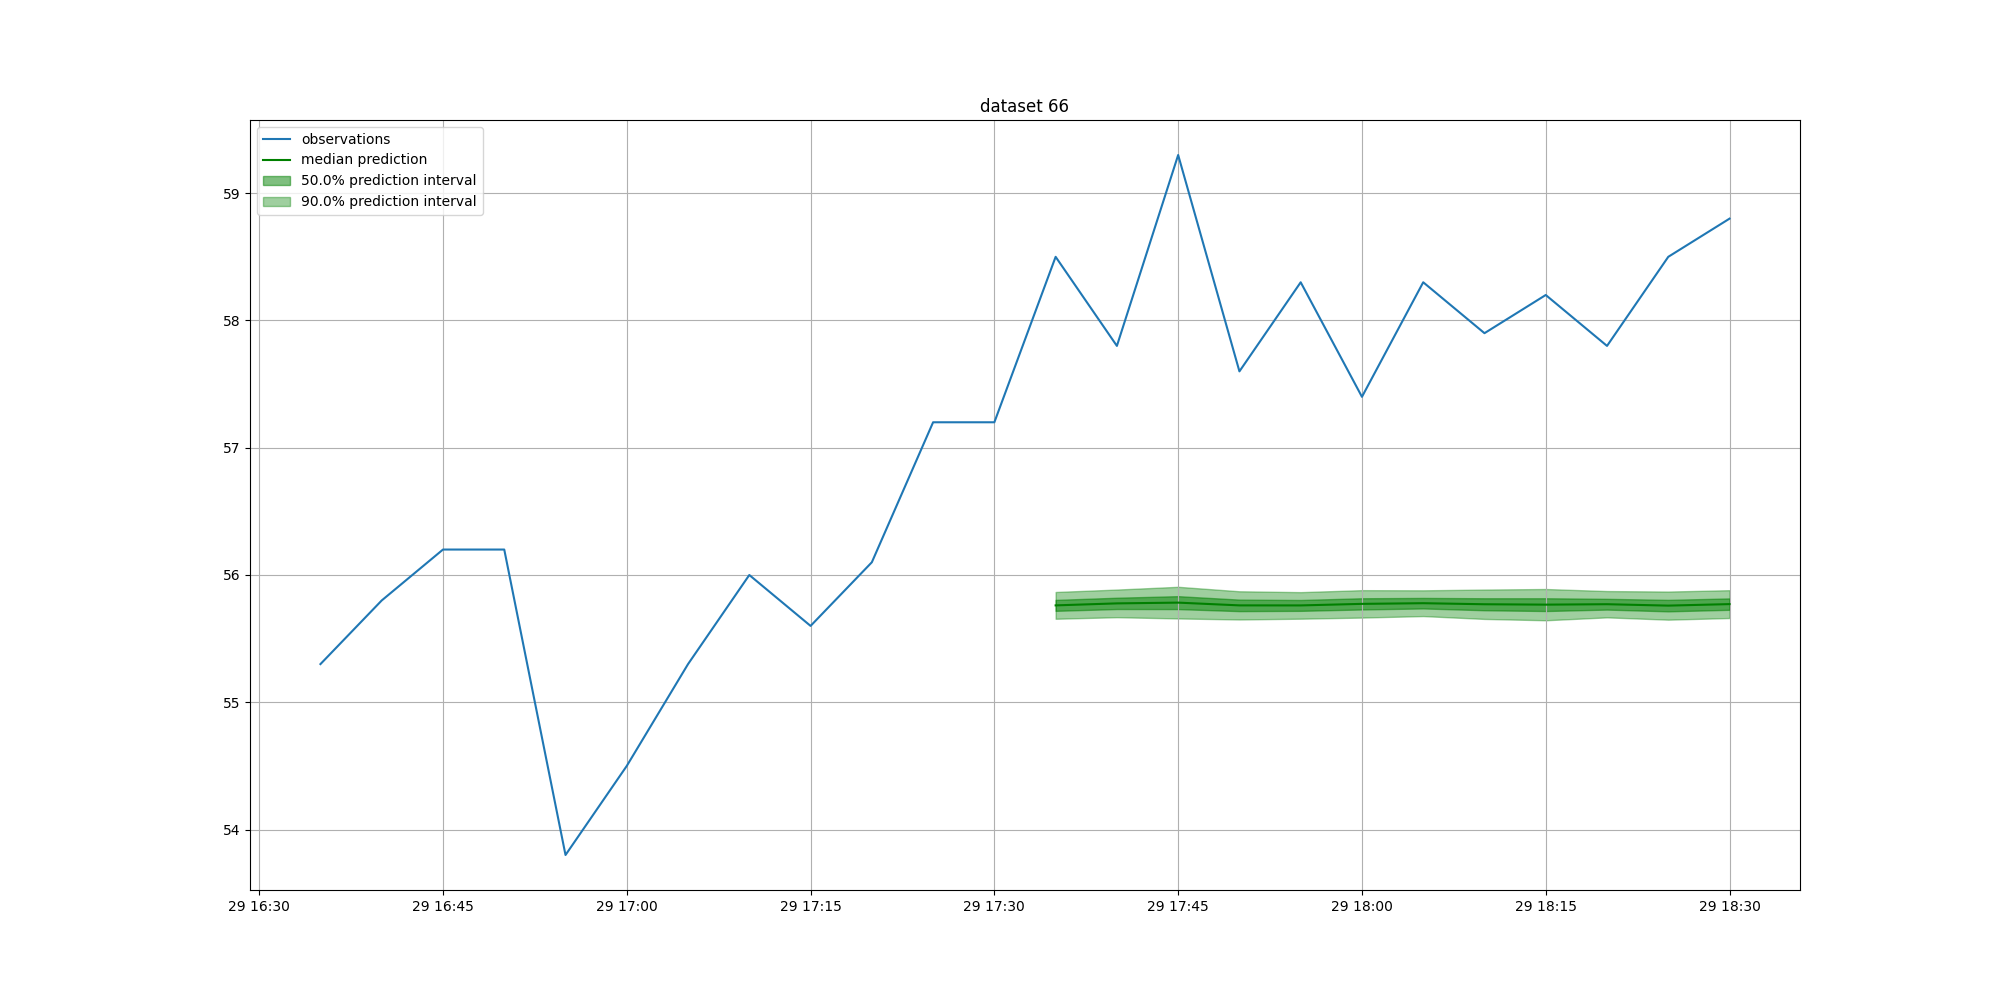 dataset 66
observations
median prediction
50.0% prediction interval
90.0% prediction interval
59
58
57
56
55
54
29 16:30 29 16:45 29 17:00 29 17:15 29 17:30 29 17:45 29 18:00 29 18:15 29 18:30